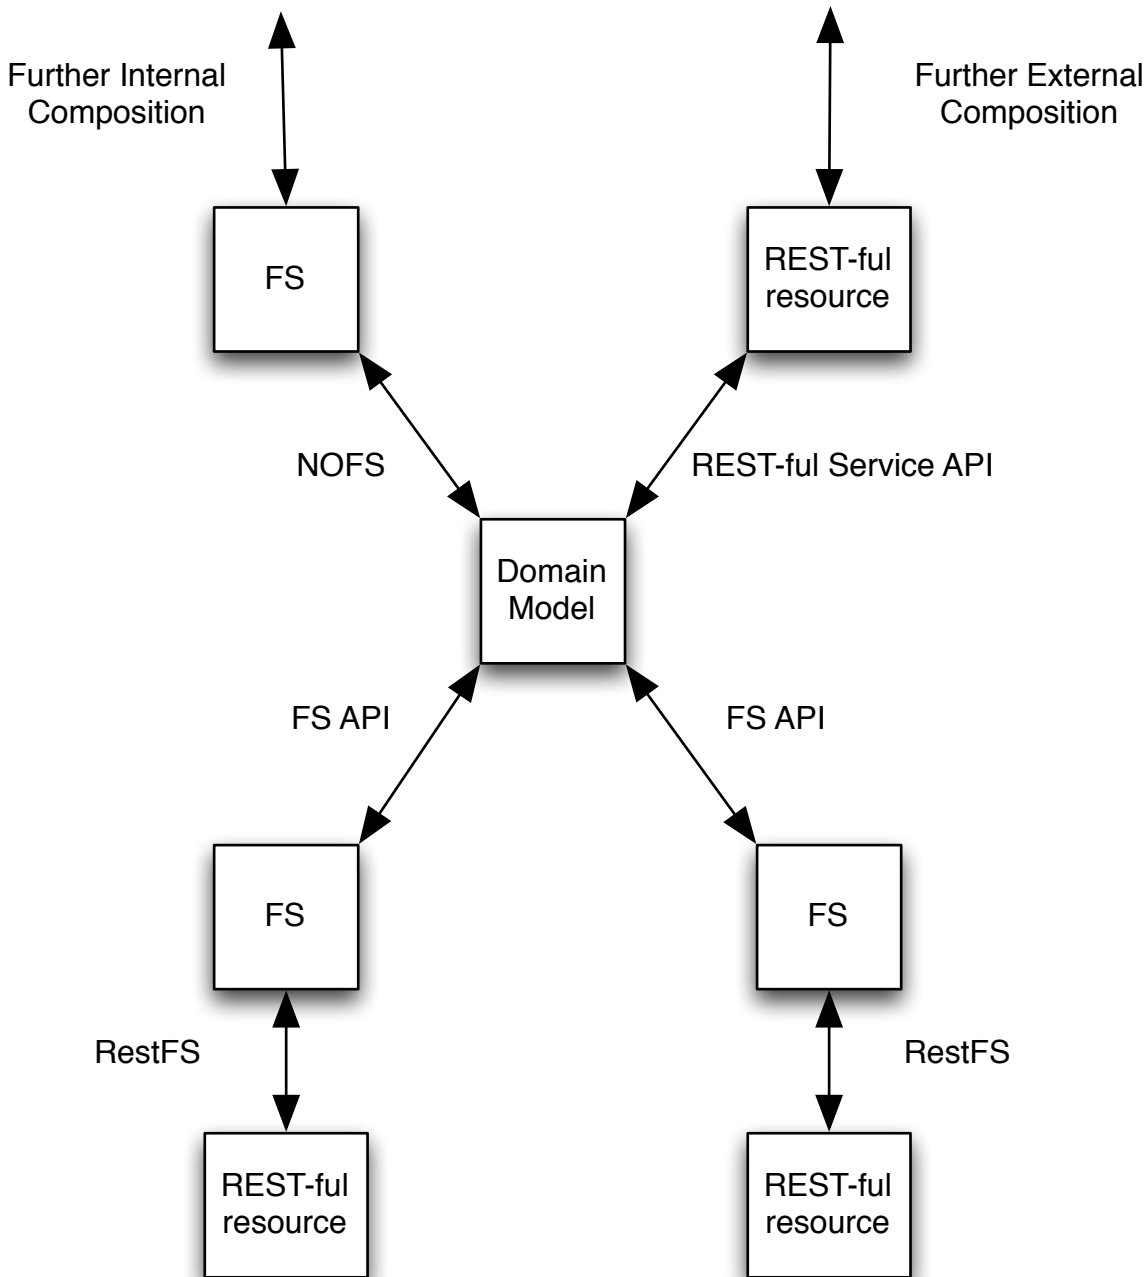 Further Internal
Composition
Further External
Composition
FS
REST-ful
resource
NOFS
REST-ful Service API
Domain
Model
FS API
FS API
FS
FS
RestFS
RestFS
REST-ful
resource
REST-ful
resource